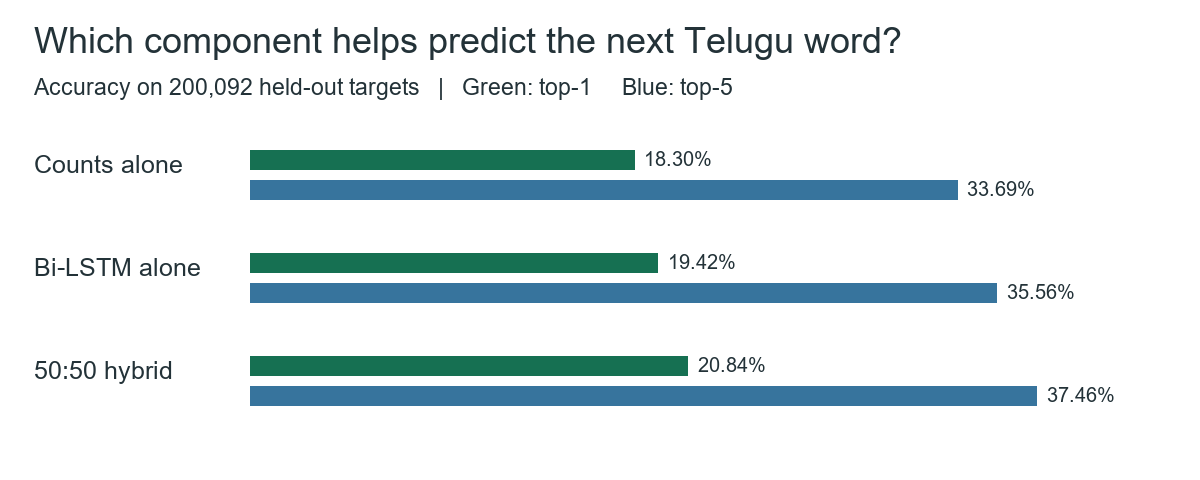 Which component helps predict the next Telugu word?
Accuracy on 200,092 held-out targets | Green: top-1 Blue: top-5
Counts alone
18.30%
33.69%
Bi-LSTM alone
19.42%
35.56%
50:50 hybrid
20.84%
37.46%